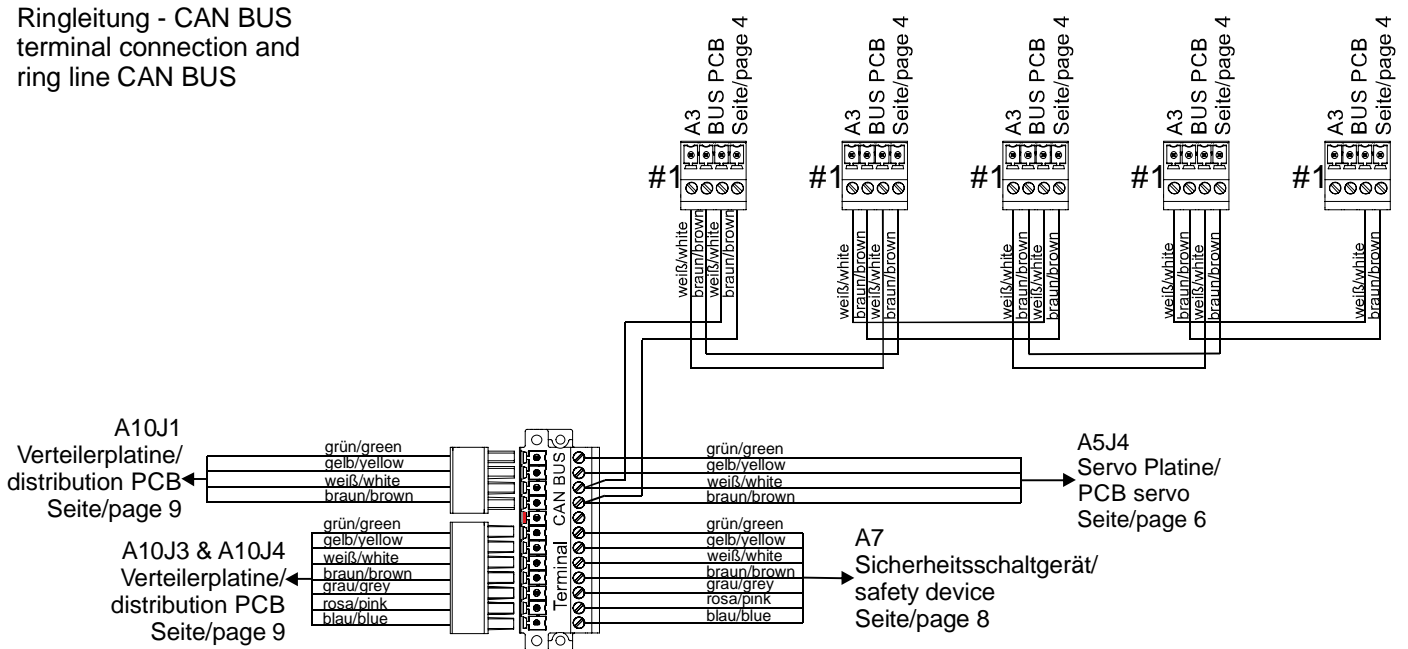 Ringleitung - CAN BUS
terminal connection and
ring line CAN BUS
A3
BUS PCB
Seite/page 4
A3
BUS PCB
Seite/page 4
A3
BUS PCB
Seite/page 4
A3
BUS PCB
Seite/page 4
A3
BUS PCB
Seite/page 4
#1
#1
#1
#1
#1
weiß/white
braun/brown
weiß/white
braun/brown
weiß/white
braun/brown
weiß/white
braun/brown
weiß/white
braun/brown
weiß/white
braun/brown
weiß/white
braun/brown
weiß/white
braun/brown
weiß/white
braun/brown
A10J1
Verteilerplatine/
distribution PCB
Seite/page 9
grün/green
gelb/yellow
weiß/white
braun/brown
A10J3 & A10J4
Verteilerplatine/
distribution PCB
Seite/page 9
grün/green
gelb/yellow
weiß/white
braun/brown
grau/grey
rosa/pink
blau/blue
CAN BUS
Terminal
grün/green
gelb/yellow
weiß/white
braun/brown
A5J4
Servo Platine/
PCB servo
Seite/page 6
grün/green
gelb/yellow
weiß/white
braun/brown
grau/grey
rosa/pink
blau/blue
A7
Sicherheitsschaltgerät/
safety device
Seite/page 8